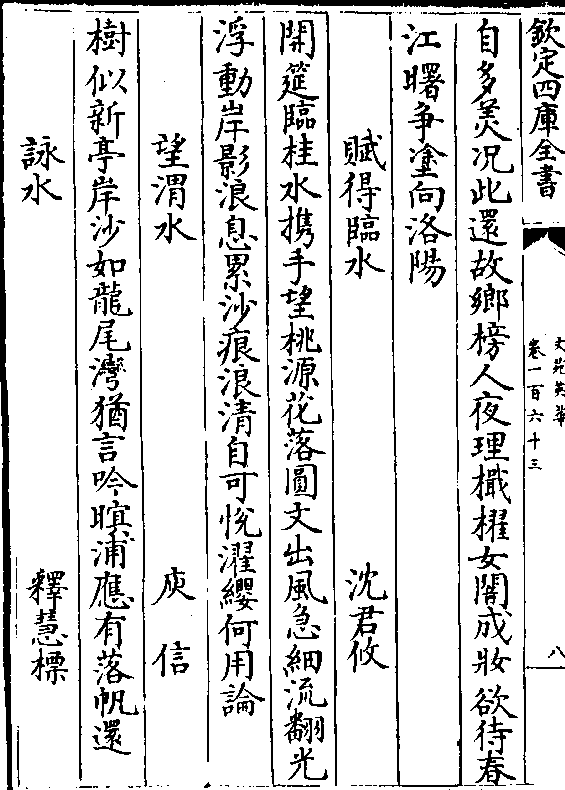 欽定四庫全書
文苑英華
卷一百六十三
八
自多羡况此還故鄉榜人夜理檝櫂女闇成妝欲待春
江曙争塗向洛陽
賦得臨水 沈君攸
開筵臨桂水携手望桃源花落圓文出風急細流翻光
浮動岸影浪息累沙痕浪清自可悅濯纓何用論
望渭水 庾信
樹似新亭岸沙如龍尾灣猶言吟暝浦應有落帆還
詠水 釋慧標